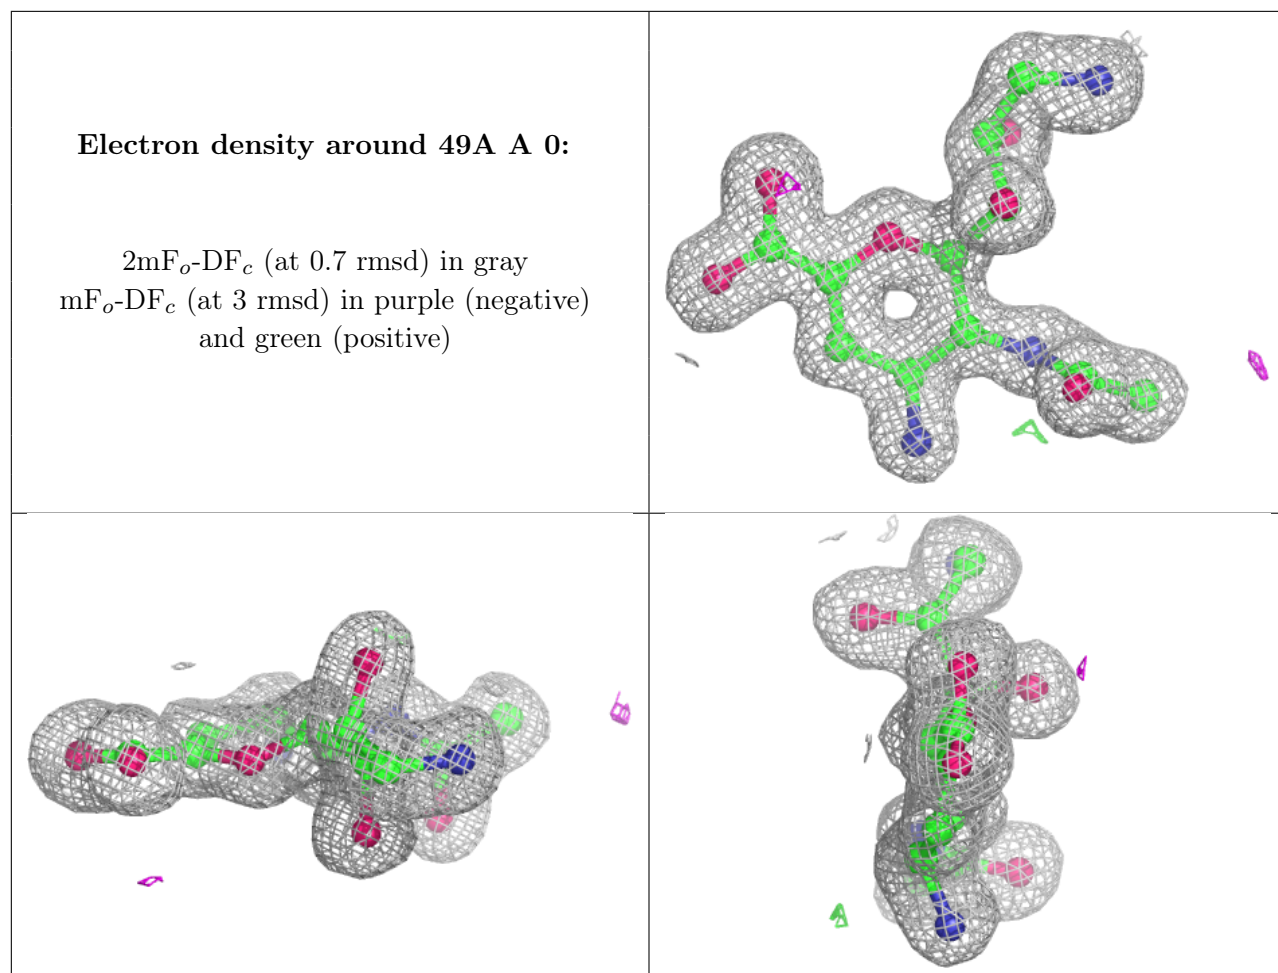 Electron density around 49A A 0:
2mFo-DFc (at 0.7 rmsd) in gray
mFo-DFc (at 3 rmsd) in purple (negative)
and green (positive)